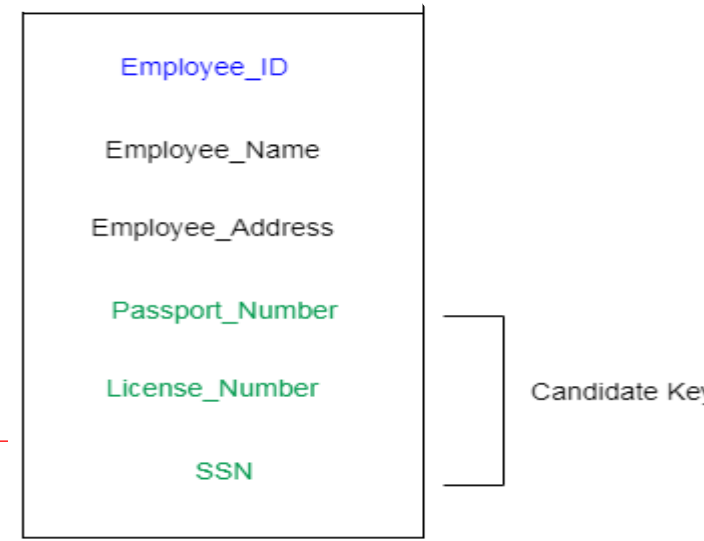 Employee_ID
Employee_Name
Employee_Address
Passport_Number
License_Number
Candidate Key
SSN